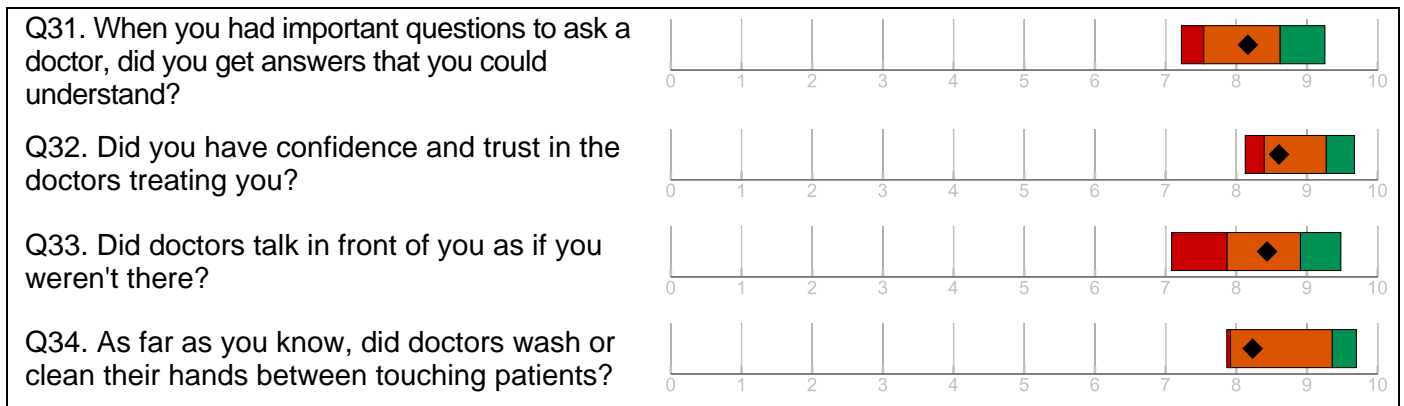 Q31. When you had important questions to ask a
doctor, did you get answers that you could
understand?
0 1 2 3 4 5 6 7 8 9 10
Q32. Did you have confidence and trust in the
doctors treating you?
0 1 2 3 4 5 6 7 8 9 10
Q33. Did doctors talk in front of you as if you
weren't there?
0 1 2 3 4 5 6 7 8 9 10
Q34. As far as you know, did doctors wash or
clean their hands between touching patients?
0 1 2 3 4 5 6 7 8 9 10